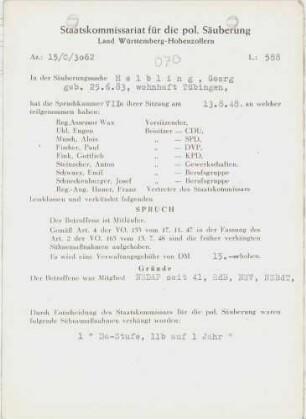 Staatskommissariat für die pol. Säuberung
Land Württemberg-Hohenzollern
Nr.: 15/C/3062
070
L.: 588
In der Säuberungssache Helbling, Georg
geb. 25.6.83, wohnhaft Tübingen,
hat die Spruchkammer VII in ihrer Sitzung am 13.8.48. an welcher
teilgenommen haben:
Reg.Assessor Wax Vorsitzender,
Uhl, Eugen Beisitzer — CDU,
Munch, Alois „ — SPD,
Fischer, Paul „ — DVP,
Fink, Gottlieb „ — KPD,
Steinacher, Anton „ — Gewerkschaften,
Schwarz, Emil „ — Berufsgruppe
Schneckenburger, Josef „ — Berufsgruppe
Reg.-Ang. Hauer, Franz Vertreter des Staatskommissars
beschlossen und verkündet folgenden
SPRUCH
Der Betroffene ist Mitläufer.
Gemäß Art. 4 der VO. 133 vom 17. 11. 47 in der Fassung des
Art. 2 der VO. 165 vom 13. 7. 48 sind die früher verhängten
Sühnemaßnahmen aufgehoben.
Es wird eine Verwaltungsgebühr von DM 15.— erhoben.
Gründe
Der Betroffene war Mitglied NSDAP seit 41, RdB, NSV, NSBDT,
Durch Entscheidung des Staatskommissars für die pol. Säuberung waren
folgende Sühnemaßnahmen verhängt worden:
1 " De-Stufe, 11b auf 1 Jahr "